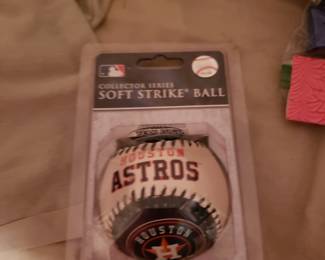 COLLECTOR SERIES
SOFT STRIKE® BALL
HOUSTON
ASTROS
HOUSTON